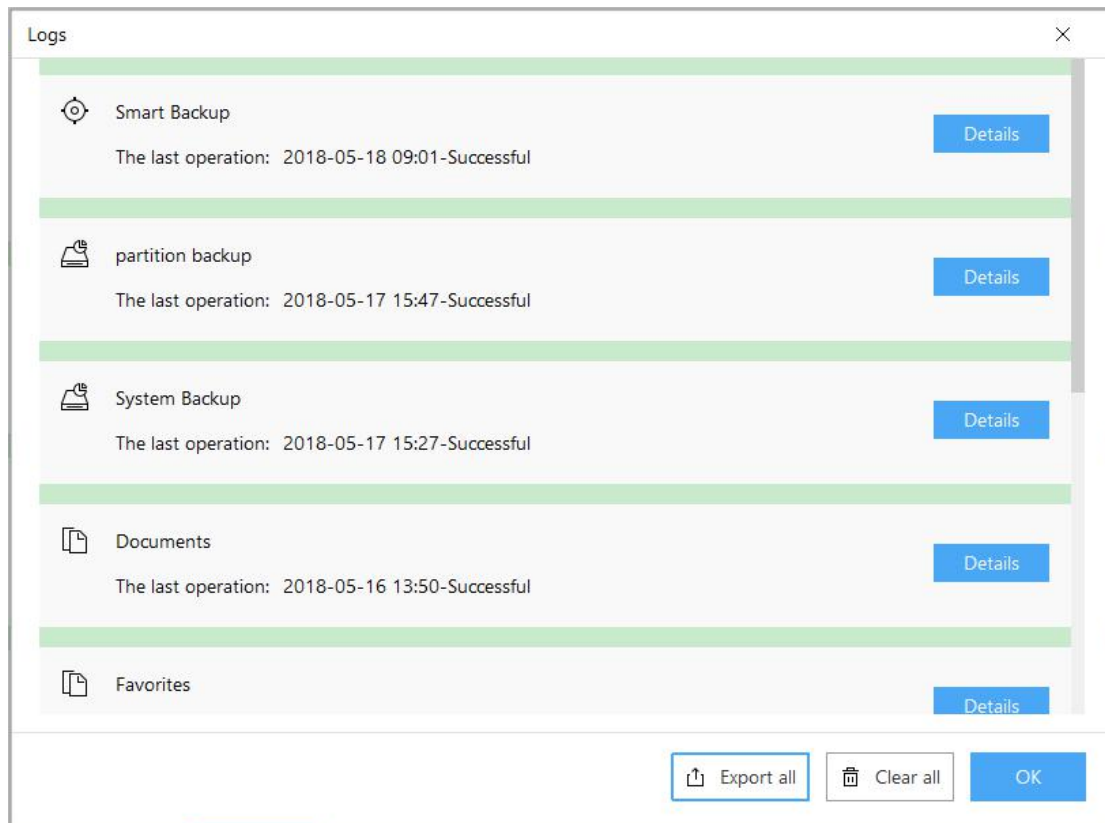 Logs
Smart Backup
Details
The last operation: 2018-05-18 09:01-Successful
partition backup
Details
The last operation: 2018-05-17 15:47-Successful
System Backup
Details
The last operation: 2018-05-17 15:27-Successful
Documents
Details
The last operation: 2018-05-16 13:50-Successful
Favorites
Details
Export all
Clear all
OK